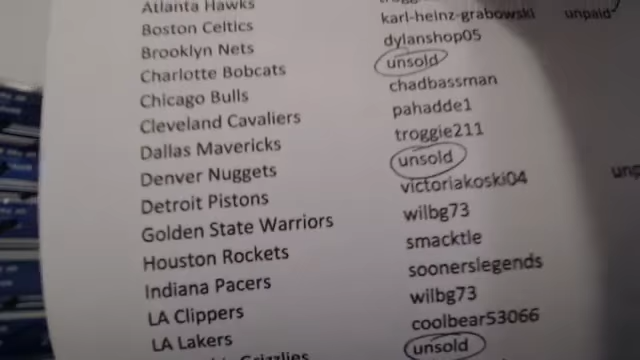 Atlanta Hawks
Boston Celtics karl-heinz-grabowski unpaid
Brooklyn Nets dylanshop05
Charlotte Bobcats unsold
Chicago Bulls chadbassman
Cleveland Cavaliers pahadde1
Dallas Mavericks troggie211
Denver Nuggets unsold
Detroit Pistons victoriakoski04
Golden State Warriors wilbg73
Houston Rockets smacktle
Indiana Pacers soonerslegends
LA Clippers wilbg73
LA Lakers coolbear53066
Grizzlies unsold